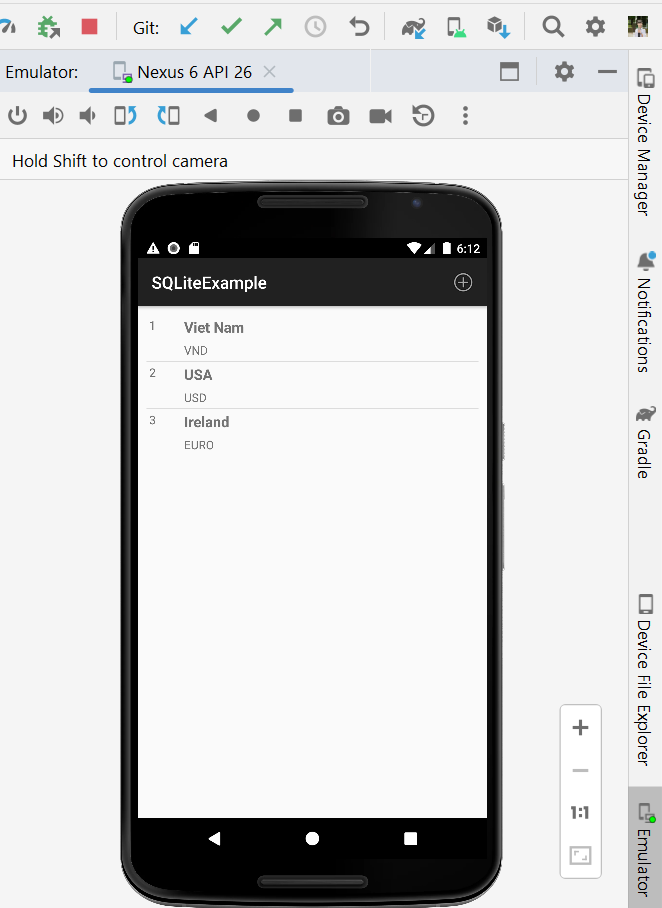 Git:
Emulator: Nexus 6 API 26
Hold Shift to control camera
6:12
SQLiteExample
1 Viet Nam
VND
2 USA
USD
3 Ireland
EURO
1:1
Device Manager
Notifications
Gradle
Device File Explorer
Emulator